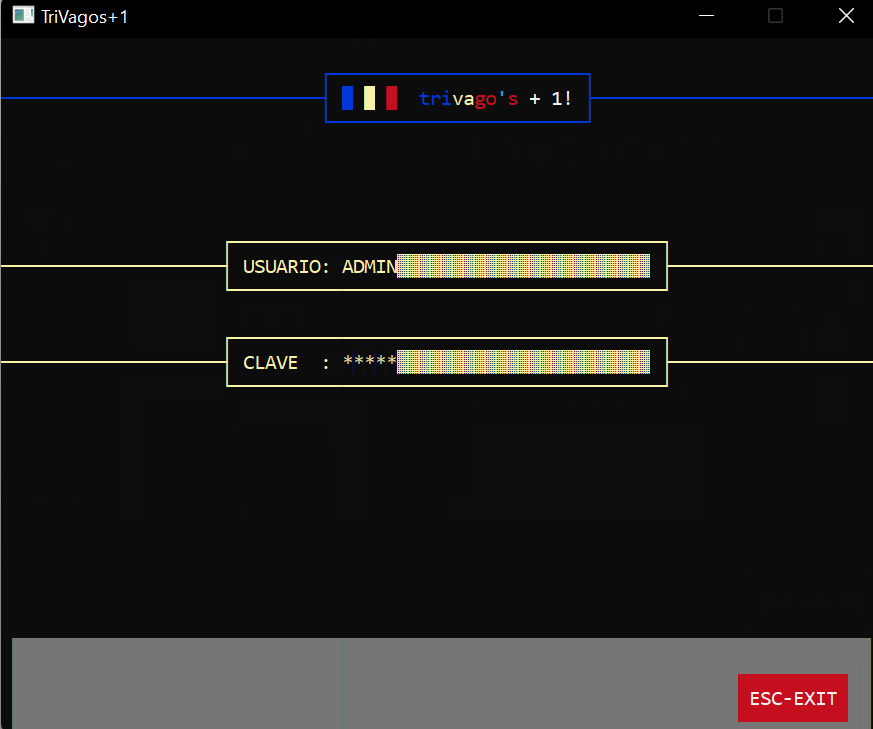 TriVagos+1
trivago's + 1!
USUARIO: ADMIN
CLAVE : *****
ESC-EXIT